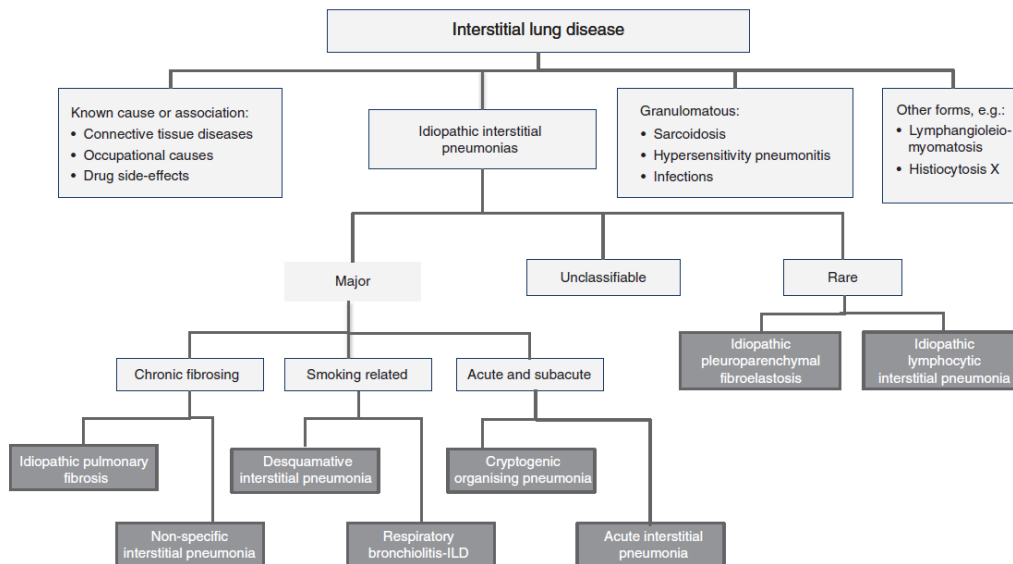 Interstitial lung disease
Known cause or association:
• Connective tissue diseases
• Occupational causes
• Drug side-effects
Idiopathic interstitial
pneumonias
Granulomatous:
• Sarcoidosis
• Hypersensitivity pneumonitis
• Infections
Other forms, e.g.:
• Lymphangioleio-
myomatosis
• Histiocytosis X
Major
Unclassifiable
Rare
Chronic fibrosing
Smoking related
Acute and subacute
Idiopathic
pleuroparenchymal
fibroelastosis
Idiopathic
lymphocytic
interstitial pneumonia
Idiopathic pulmonary
fibrosis
Desquamative
interstitial pneumonia
Cryptogenic
organising pneumonia
Non-specific
interstitial pneumonia
Respiratory
bronchiolitis-ILD
Acute interstitial
pneumonia